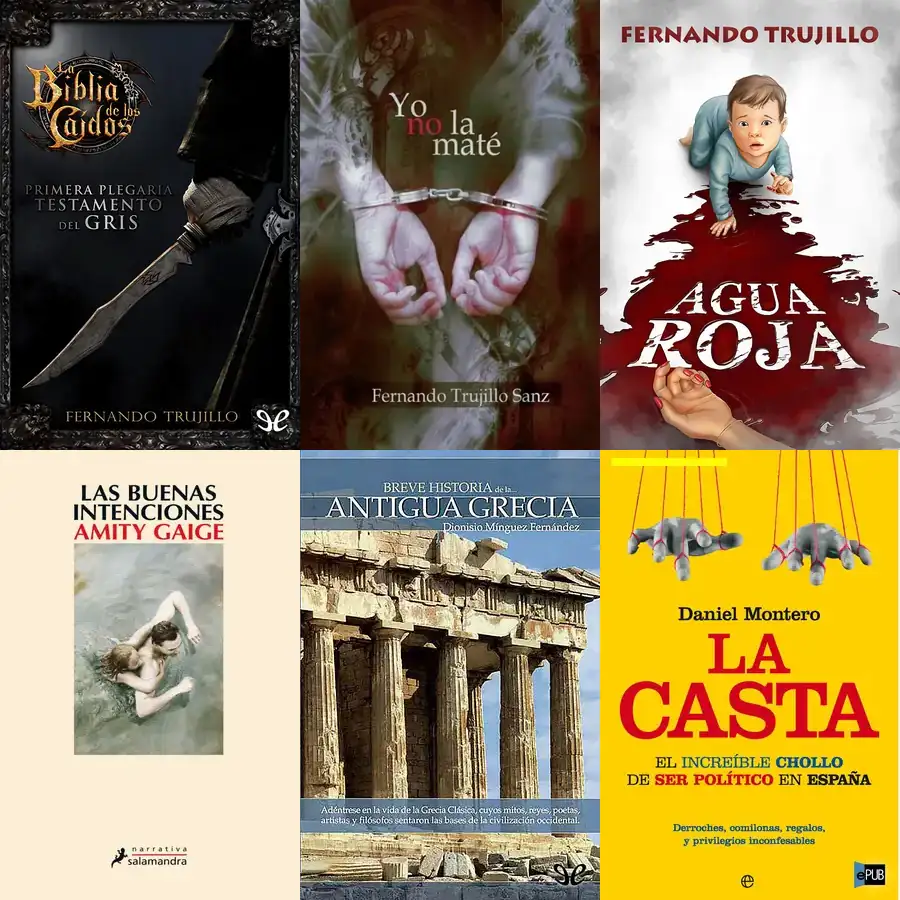 La
Biblia
de los
Caídos
PRIMERA PLEGARIA
TESTAMENTO
DEL GRIS
FERNANDO TRUJILLO
Yo
no la
maté
Fernando Trujillo Sanz
FERNANDO TRUJILLO
AGUA
ROJA
LAS BUENAS
INTENCIONES
AMITY GAIGE
narrativa
salamandra
BREVE HISTORIA de la...
ANTIGUA GRECIA
Dionisio Mínguez Fernández
Adéntrese en la vida de la Grecia Clásica, cuyos mitos, reyes, poetas,
artistas y filósofos sentaron las bases de la civilización occidental.
Daniel Montero
LA
CASTA
EL INCREÍBLE CHOLLO
DE SER POLÍTICO EN ESPAÑA
Derroches, comilonas, regalos,
y privilegios inconfesables
e
ePUB